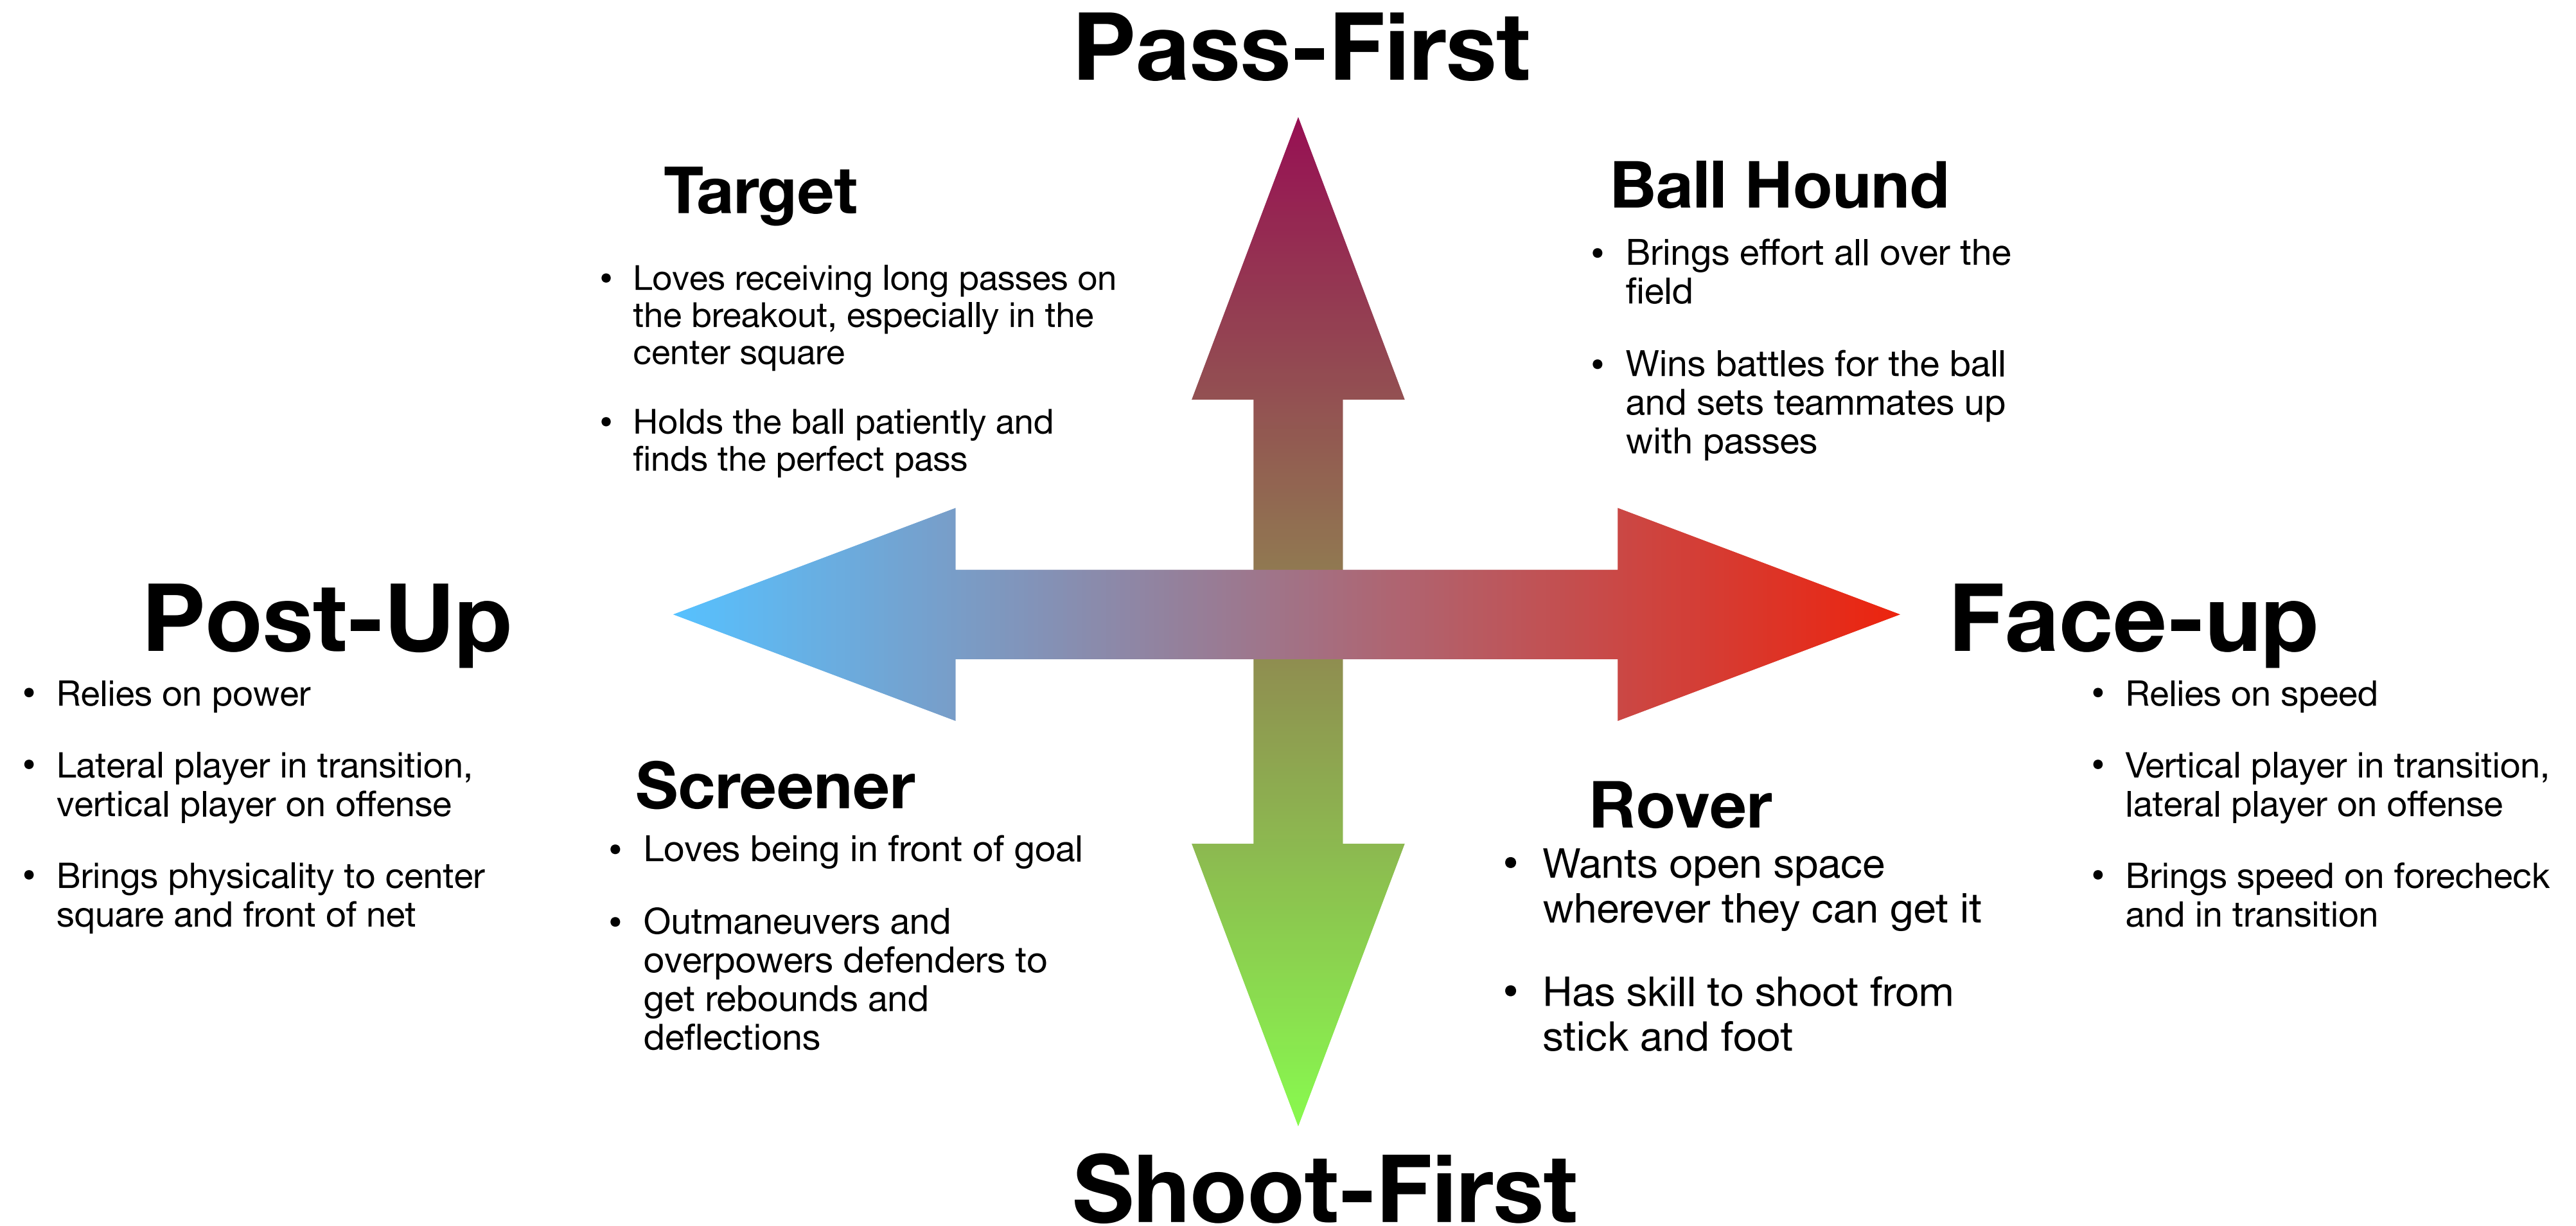 Pass-First
Target
• Loves receiving long passes on
the breakout, especially in the
center square
• Holds the ball patiently and
finds the perfect pass
Ball Hound
• Brings effort all over the
field
• Wins battles for the ball
and sets teammates up
with passes
Post-Up
• Relies on power
• Lateral player in transition,
vertical player on offense
• Brings physicality to center
square and front of net
Face-up
• Relies on speed
• Vertical player in transition,
lateral player on offense
• Brings speed on forecheck
and in transition
Screener
• Loves being in front of goal
• Outmaneuvers and
overpowers defenders to
get rebounds and
deflections
Rover
• Wants open space
wherever they can get it
• Has skill to shoot from
stick and foot
Shoot-First